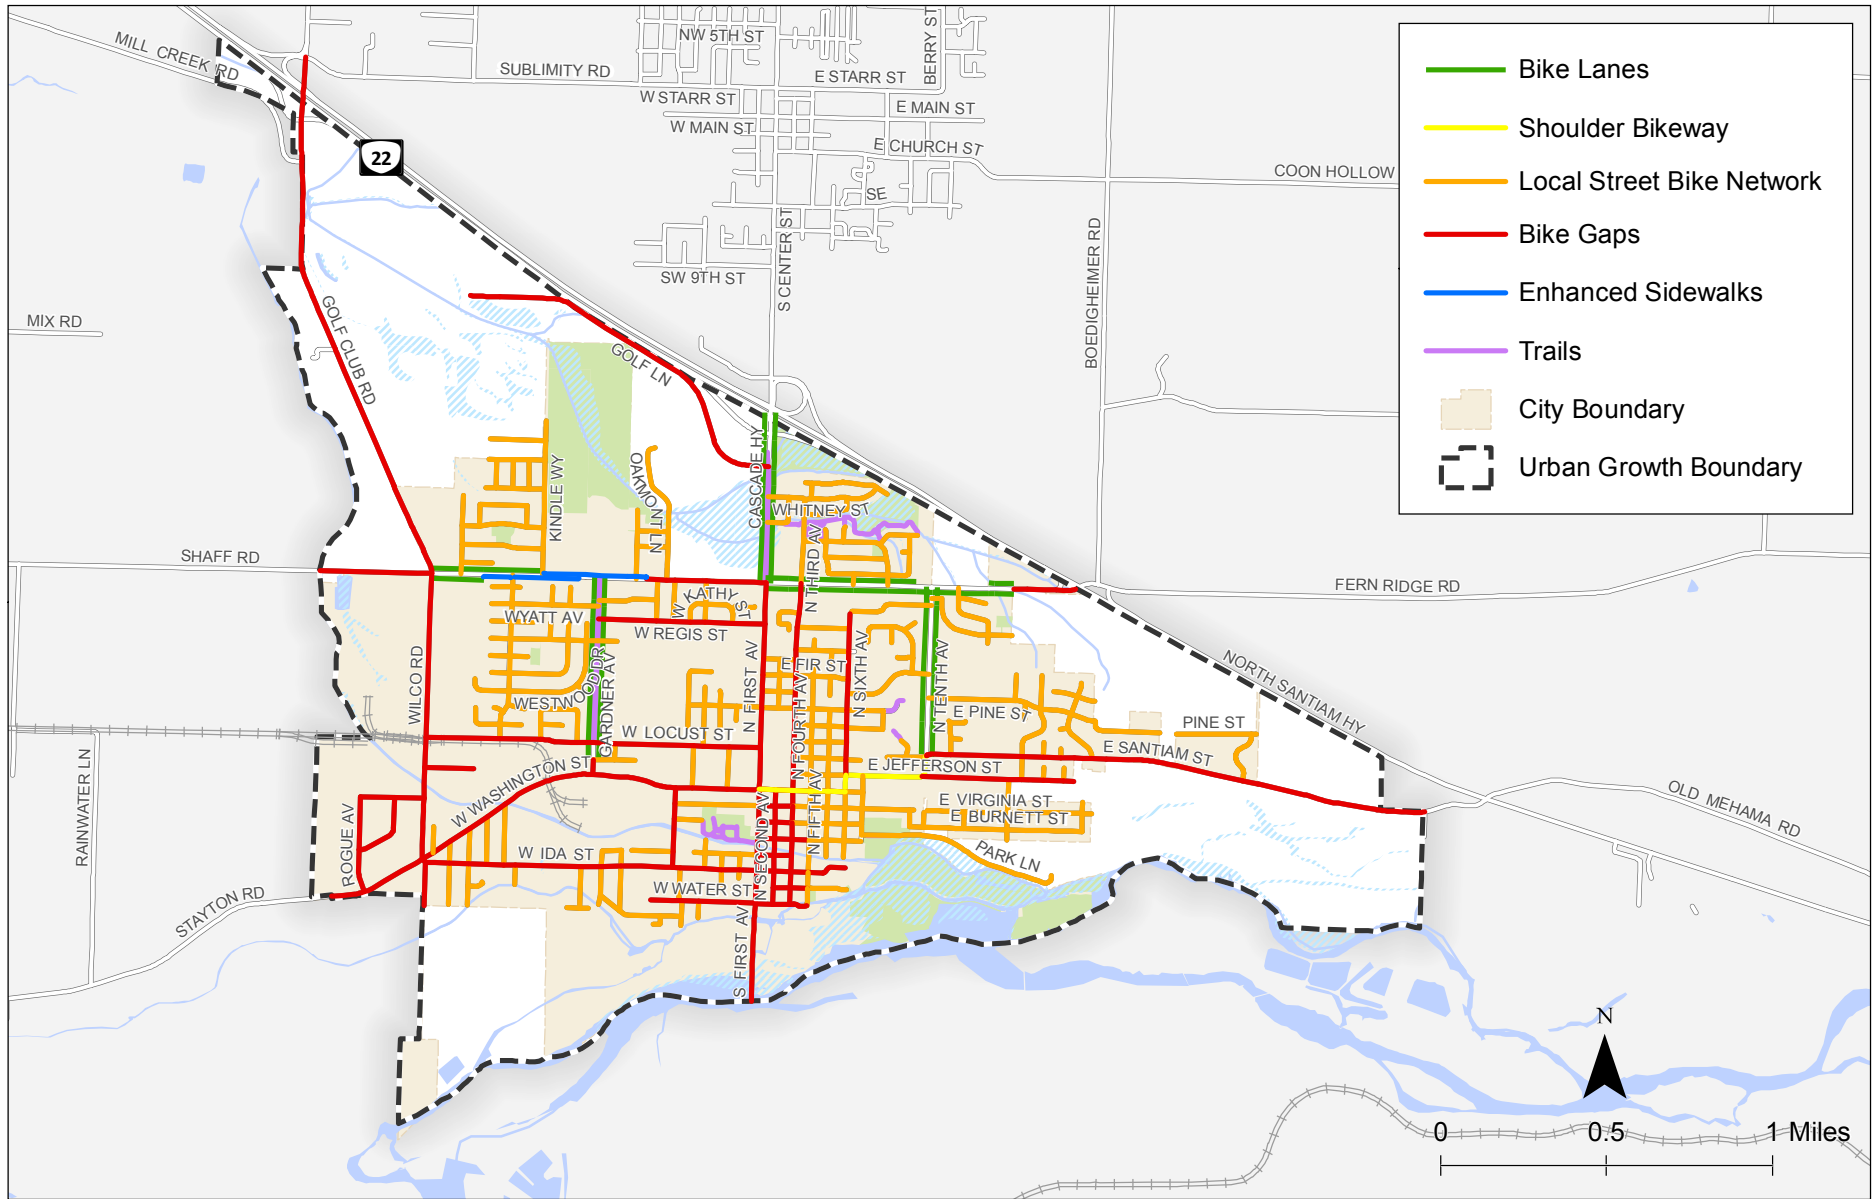 NW 5TH ST
BERRY ST
MILL CREEK RD
SUBLIMITY RD
E STARR ST
W STARR ST
E MAIN ST
W MAIN ST
E CHURCH ST
22
COON HOLLOW
SE
S CENTER ST
SW 9TH ST
BOEDIGHEIMER RD
MIX RD
GOLF CLUB RD
GOLF LN
CASCADE HY
KINDLE WY
OAKMONT LN
WHITNEY ST
N THIRD AV
SHAFF RD
FERN RIDGE RD
W KATHY ST
WYATT AV
W REGIS ST
WILCO RD
E FIR ST
N FIRST AV
N SIXTH AV
N TENTH AV
NORTH SANTIAM HY
WESTWOOD DR
GARDNER AV
N FOURTH AV
E PINE ST
PINE ST
W LOCUST ST
E SANTIAM ST
E JEFFERSON ST
RAINWATER LN
W WASHINGTON ST
E VIRGINIA ST
E BURNETT ST
OLD MEHAMA RD
ROGUE AV
N SECOND AV
N FIFTH AV
W IDA ST
PARK LN
W WATER ST
STAYTON RD
S FIRST AV
Bike Lanes
Shoulder Bikeway
Local Street Bike Network
Bike Gaps
Enhanced Sidewalks
Trails
City Boundary
Urban Growth Boundary
N
0 0.5 1 Miles